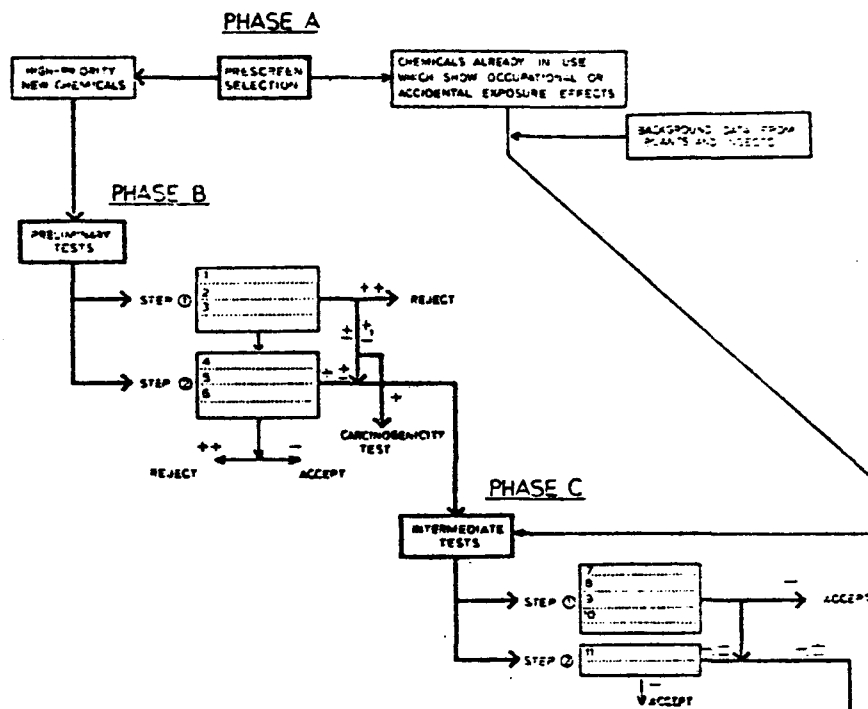 PHASE A
HIGH-PRIORITY
NEW CHEMICALS
PRESCREEN
SELECTION
CHEMICALS ALREADY IN USE
WHICH SHOW OCCUPATIONAL OR
ACCIDENTAL EXPOSURE EFFECTS
BACKGROUND DATA FROM
PLANTS AND INSECTS
PHASE B
PRELIMINARY
TESTS
STEP ①
1
2
3
++
REJECT
±
+
STEP ②
4
5
6
+ ±
+
CARCINOGENICITY
TEST
++
−
REJECT
ACCEPT
PHASE C
INTERMEDIATE
TESTS
STEP ①
7
8
9
10
−
ACCEPT
STEP ②
11
−
ACCEPT